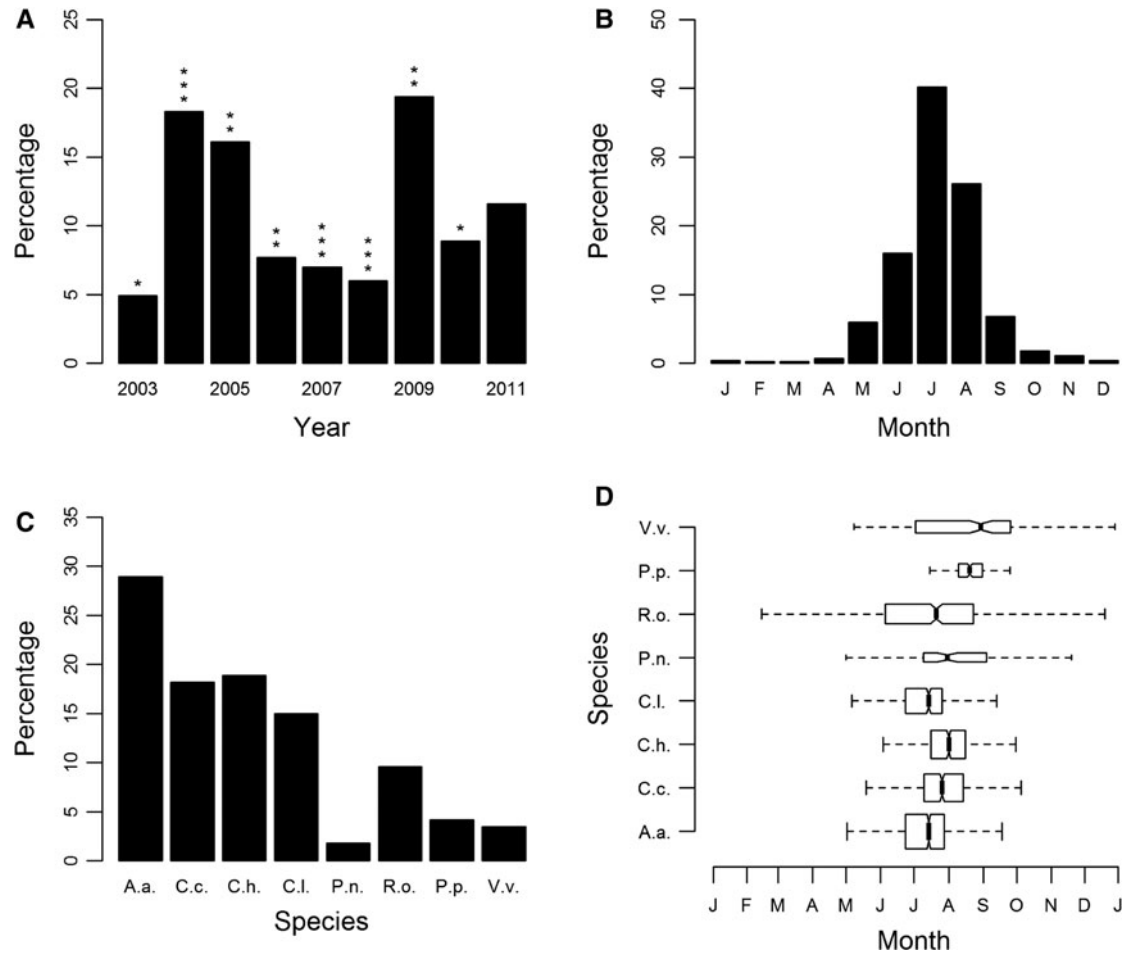 A
Percentage
25
20
15
10
5
0
*
***
**
**
***
***
**
*
2003 2005 2007 2009 2011
Year
B
Percentage
50
40
30
20
10
0
J F M A M J J A S O N D
Month
C
Percentage
35
30
25
20
15
10
5
0
A.a. C.c. C.h. C.l. P.n. R.o. P.p. V.v.
Species
D
Species
V.v.
P.p.
R.o.
P.n.
C.l.
C.h.
C.c.
A.a.
J F M A M J J A S O N D J
Month